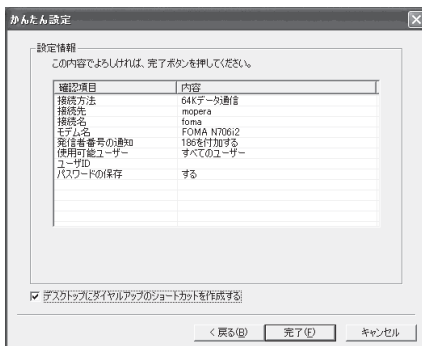 かんたん設定
設定情報
この内容でよろしければ、完了ボタンを押してください。
確認項目 内容
接続方法 64Kデータ通信
接続先 mopera
接続名 foma
モデム名 FOMA N706i2
発信者番号の通知 186を付加する
使用可能ユーザー すべてのユーザー
ユーザID
パスワードの保存 する
デスクトップにダイヤルアップのショートカットを作成する
< 戻る(B) 完了(F) キャンセル